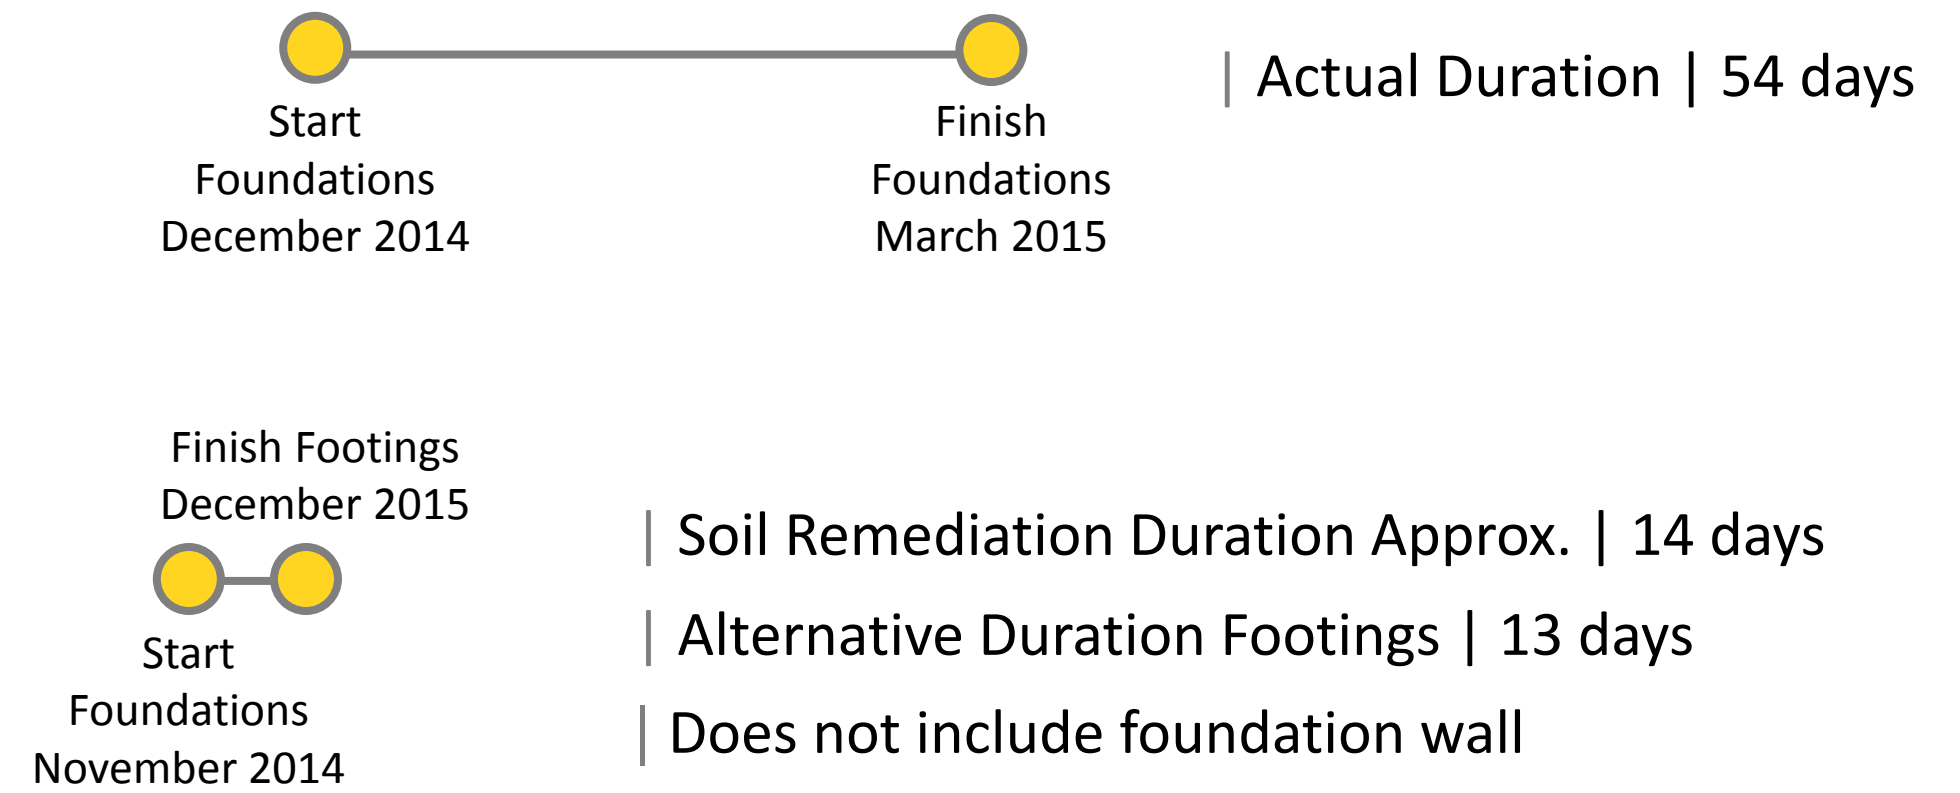 Start
Foundations
December 2014
Finish
Foundations
March 2015
| Actual Duration | 54 days
Finish Footings
December 2015
Start
Foundations
November 2014
| Soil Remediation Duration Approx. | 14 days
| Alternative Duration Footings | 13 days
| Does not include foundation wall